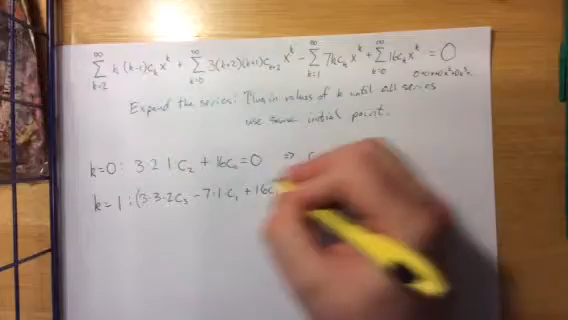 ∞ ∞ ∞ ∞
∑ k(k-1)c_k x^k + ∑ 3(k+2)(k+1)c_{k+2} x^k - ∑ 7kc_k x^k + ∑ 16c_k x^k = 0
k=2 k=0 k=1 k=0
Expand the series: Plug in values of k until all series
use same initial point.
k=0: 3·2·1·c_2 + 16c_0 = 0 ⇒ c
k=1: (3·3·2c_3 - 7·1·c_1 + 16c